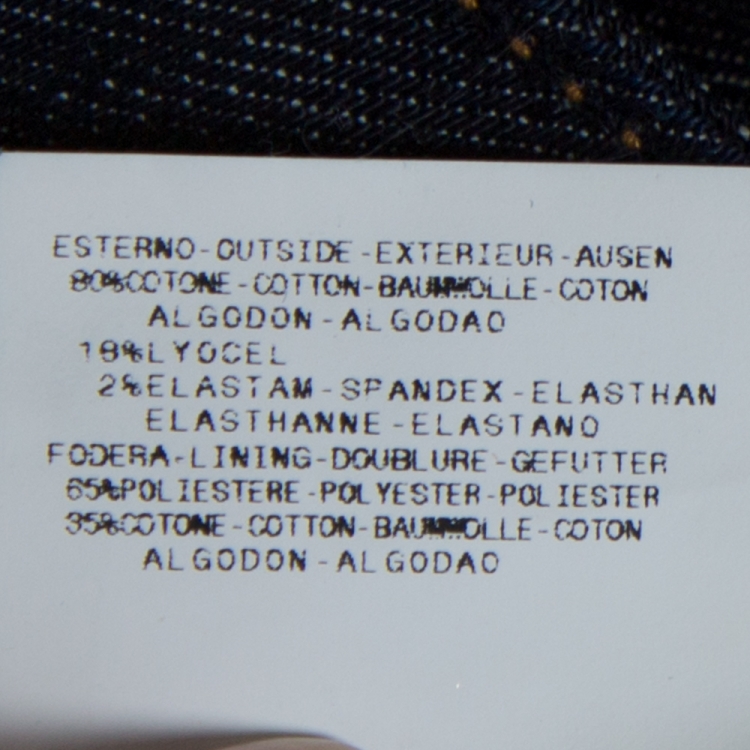 ESTERNO-OUTSIDE-EXTERIEUR-AUSEN
80%COTONE-COTTON-BAUMWOLLE-COTON
ALGODON-ALGODAO
18%LYOCEL
2%ELASTAM-SPANDEX-ELASTHAN
ELASTHANNE-ELASTANO
FODERA-LINING-DOUBLURE-GEFUTTER
65%POLIESTERE-POLYESTER-POLIESTER
35%COTONE-COTTON-BAUMWOLLE-COTON
ALGODON-ALGODAO